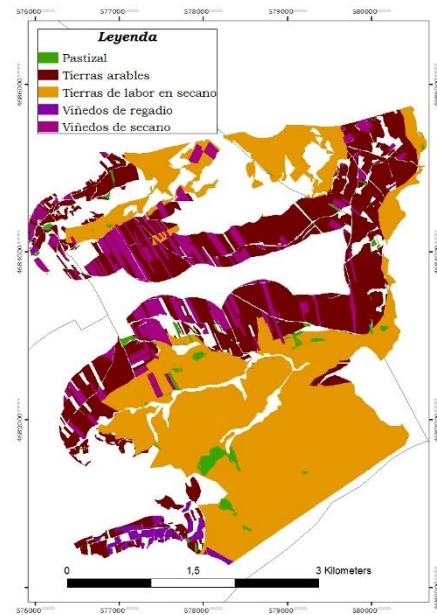 576000 577000 578000 579000 580000
Leyenda
Pastizal
Tierras arables
Tierras de labor en secano
Viñedos de regadio
Viñedos de secano
0 1,5 3 Kilometers
576000 577000 578000 579000 580000